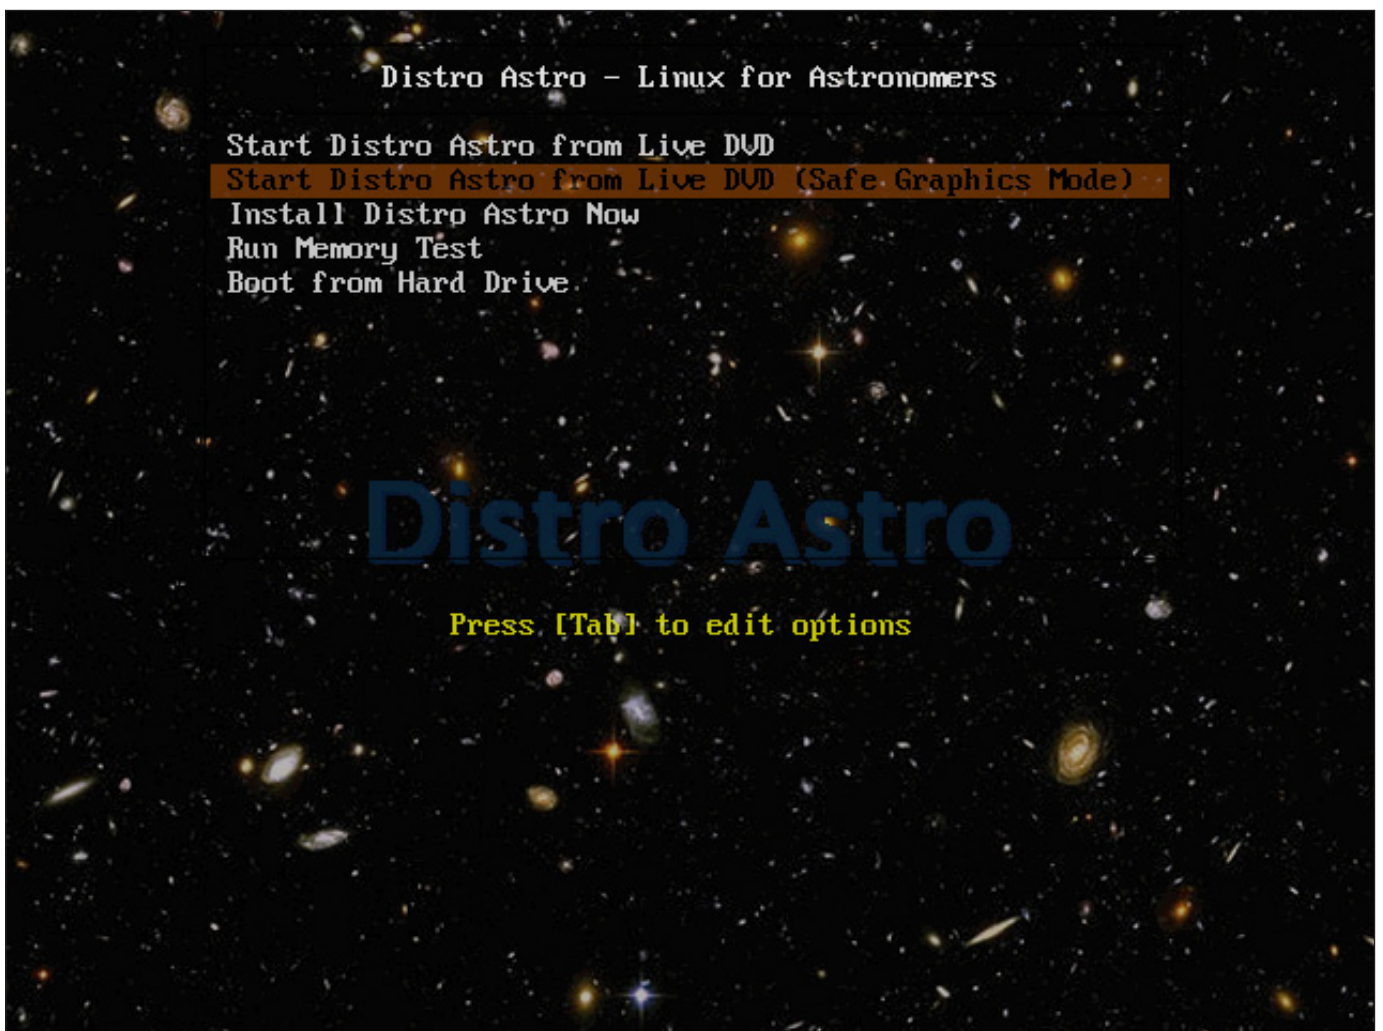 Distro Astro - Linux for Astronomers
Start Distro Astro from Live DVD
Start Distro Astro from Live DVD (Safe Graphics Mode)
Install Distro Astro Now
Run Memory Test
Boot from Hard Drive
Distro Astro
Press [Tab] to edit options